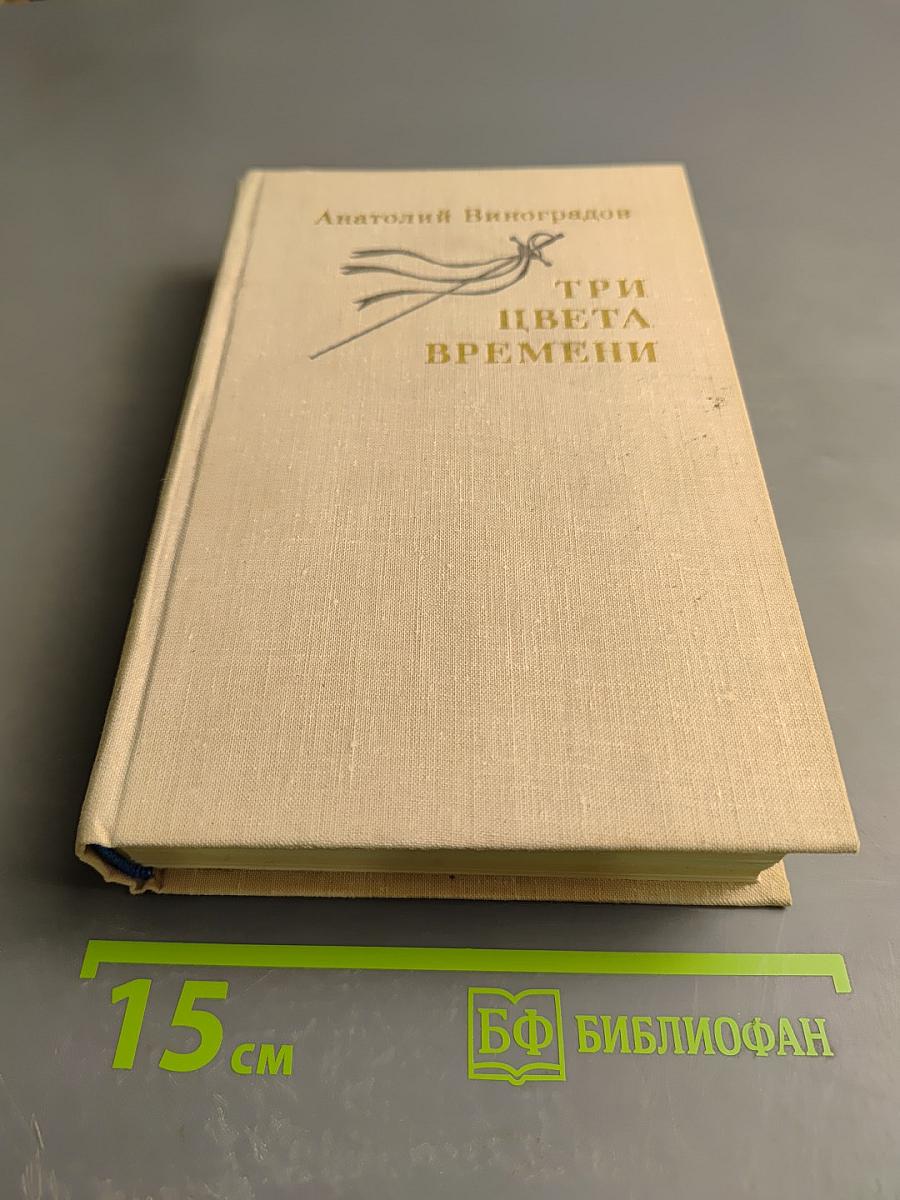 Анатолий Виноградов
ТРИ
ЦВЕТА
ВРЕМЕНИ
15 см
БФ БИБЛИОФАН